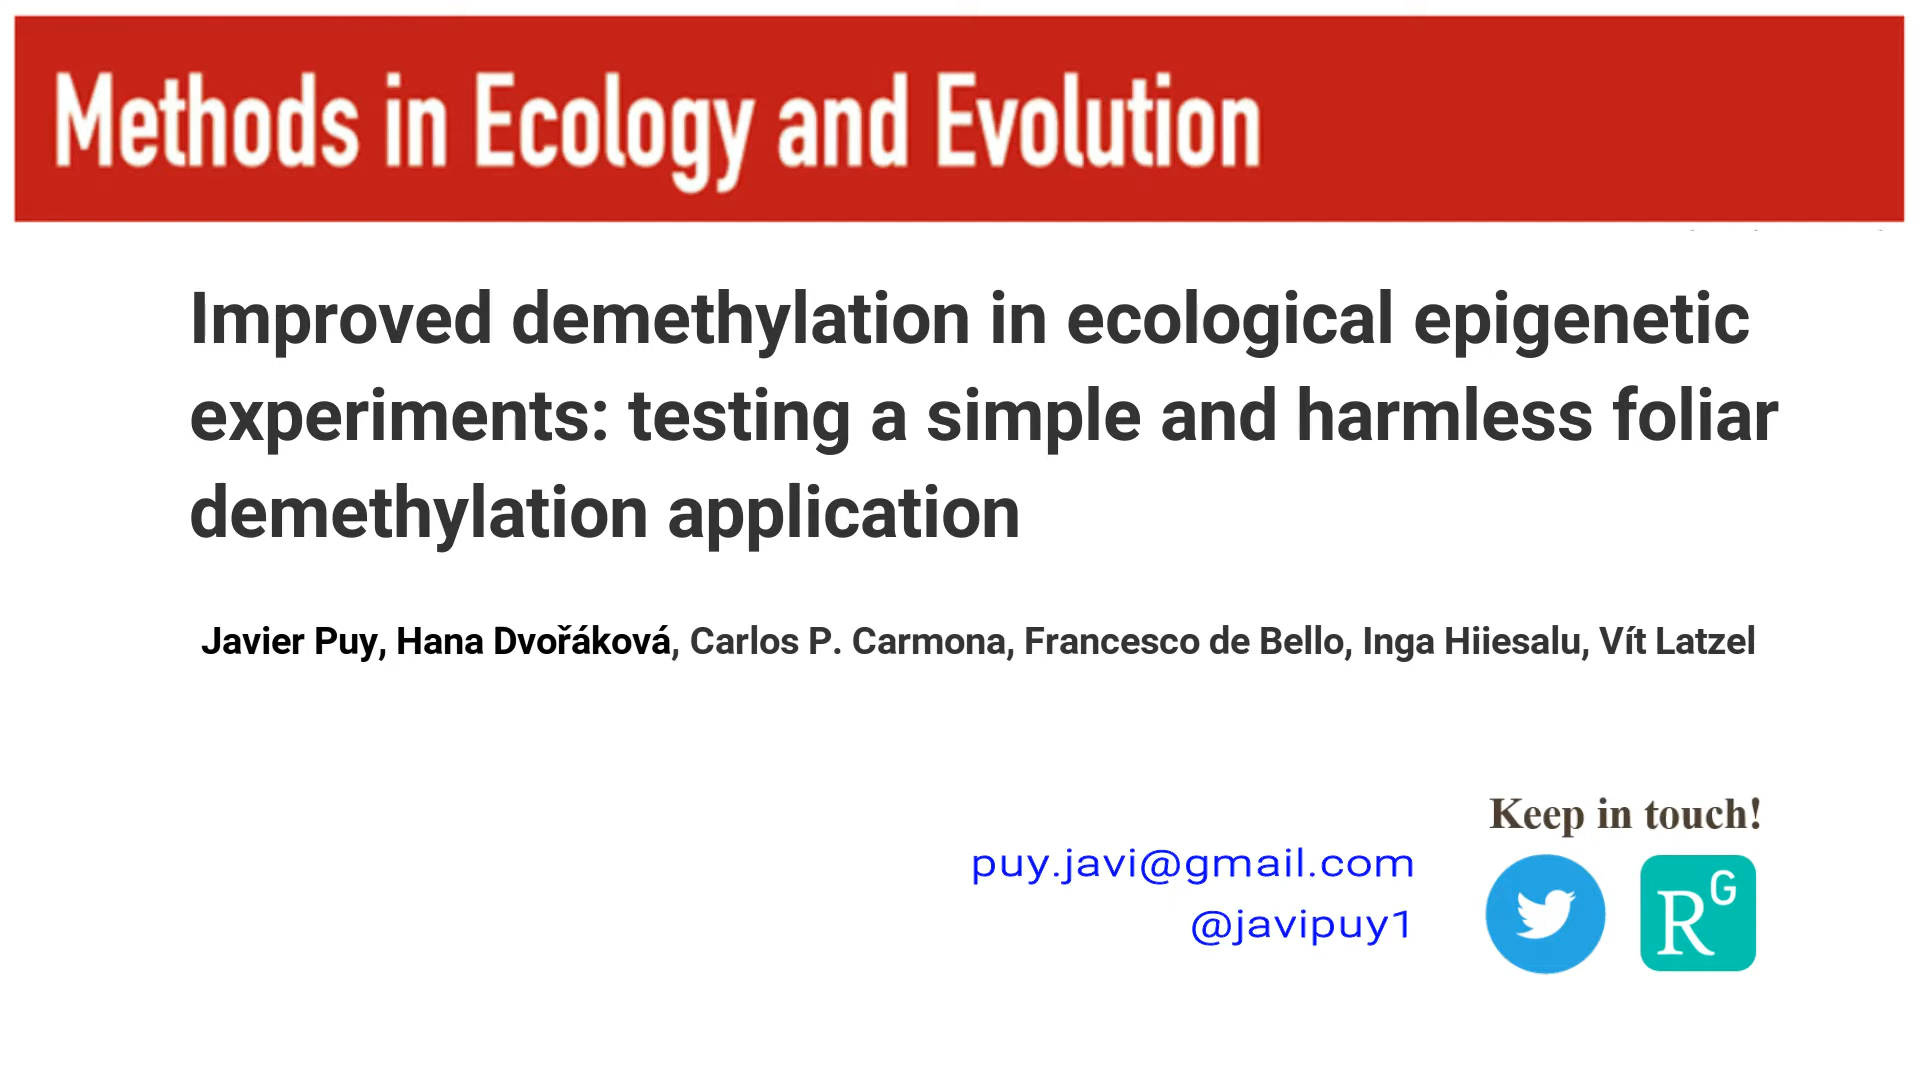 Methods in Ecology and Evolution
Improved demethylation in ecological epigenetic
experiments: testing a simple and harmless foliar
demethylation application
Javier Puy, Hana Dvořáková, Carlos P. Carmona, Francesco de Bello, Inga Hiiesalu, Vít Latzel
Keep in touch!
puy.javi@gmail.com
@javipuy1
RG